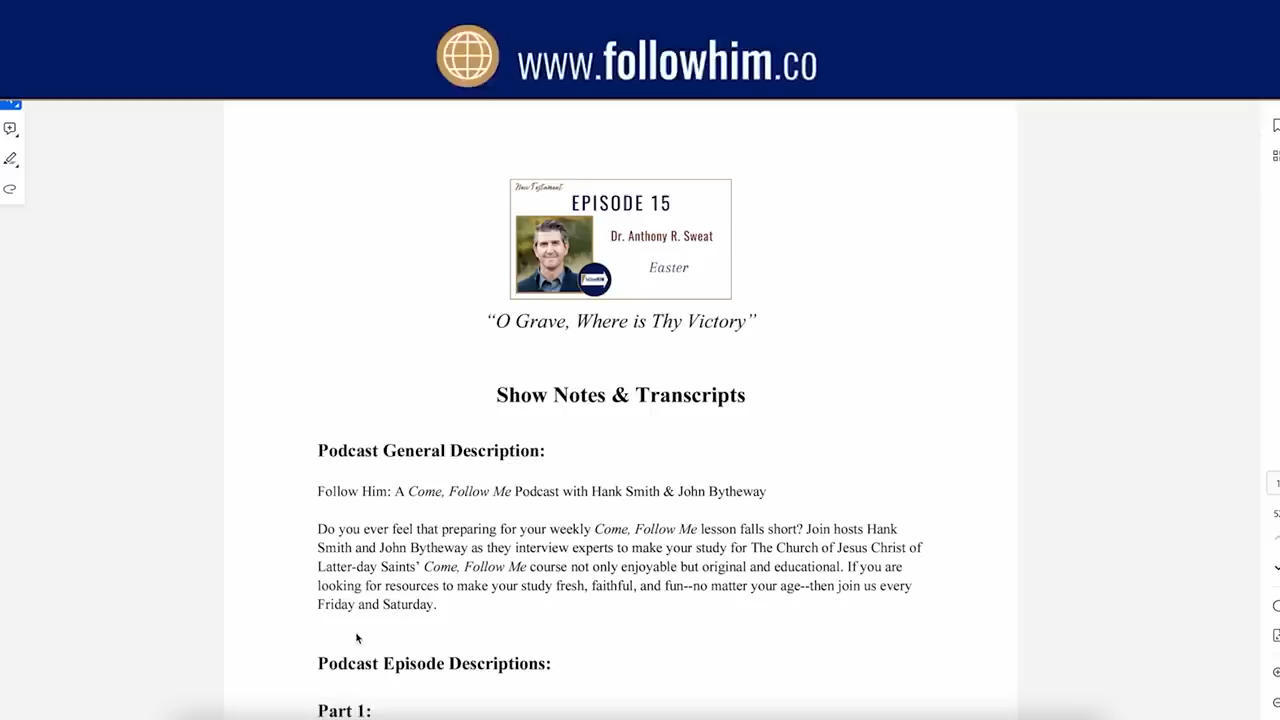 www.followhim.co
New Testament
EPISODE 15
Dr. Anthony R. Sweat
Easter
“O Grave, Where is Thy Victory”
Show Notes & Transcripts
Podcast General Description:
Follow Him: A Come, Follow Me Podcast with Hank Smith & John Bytheway
Do you ever feel that preparing for your weekly Come, Follow Me lesson falls short? Join hosts Hank
Smith and John Bytheway as they interview experts to make your study for The Church of Jesus Christ of
Latter-day Saints’ Come, Follow Me course not only enjoyable but original and educational. If you are
looking for resources to make your study fresh, faithful, and fun--no matter your age--then join us every
Friday and Saturday.
Podcast Episode Descriptions:
Part 1: